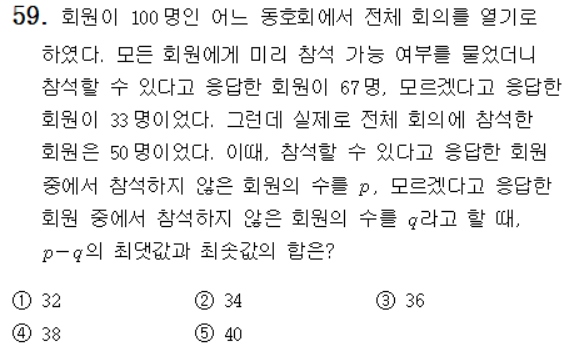 59. 회원이 100명인 어느 동호회에서 전체 회의를 열기로
하였다. 모든 회원에게 미리 참석 가능 여부를 물었더니
참석할 수 있다고 응답한 회원이 67명, 모르겠다고 응답한
회원이 33명이었다. 그런데 실제로 전체 회의에 참석한
회원은 50명이었다. 이때, 참석할 수 있다고 응답한 회원
중에서 참석하지 않은 회원의 수를 p, 모르겠다고 응답한
회원 중에서 참석하지 않은 회원의 수를 q라고 할 때,
p-q의 최댓값과 최솟값의 합은?
① 32 ② 34 ③ 36
④ 38 ⑤ 40